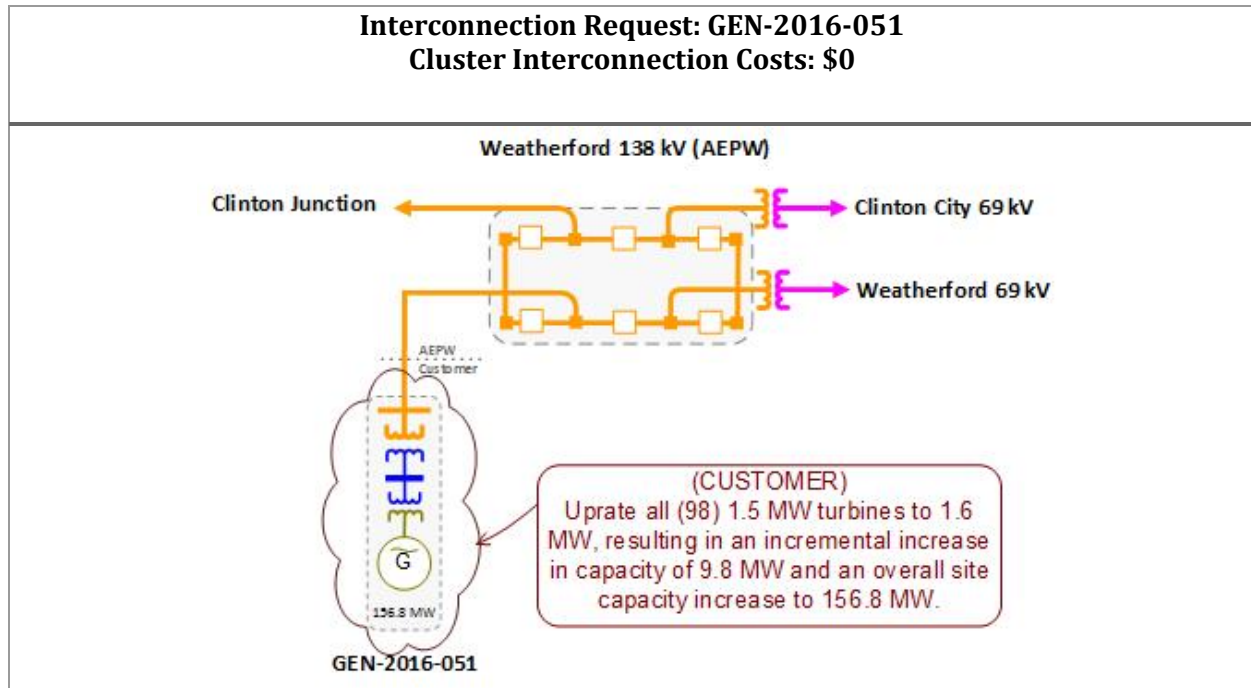 Interconnection Request: GEN-2016-051
Cluster Interconnection Costs: $0
Weatherford 138 kV (AEPW)
Clinton Junction
Clinton City 69 kV
Weatherford 69 kV
AEPW
Customer
(CUSTOMER)
Uprate all (98) 1.5 MW turbines to 1.6
MW, resulting in an incremental increase
in capacity of 9.8 MW and an overall site
capacity increase to 156.8 MW.
G
156.8 MW
GEN-2016-051